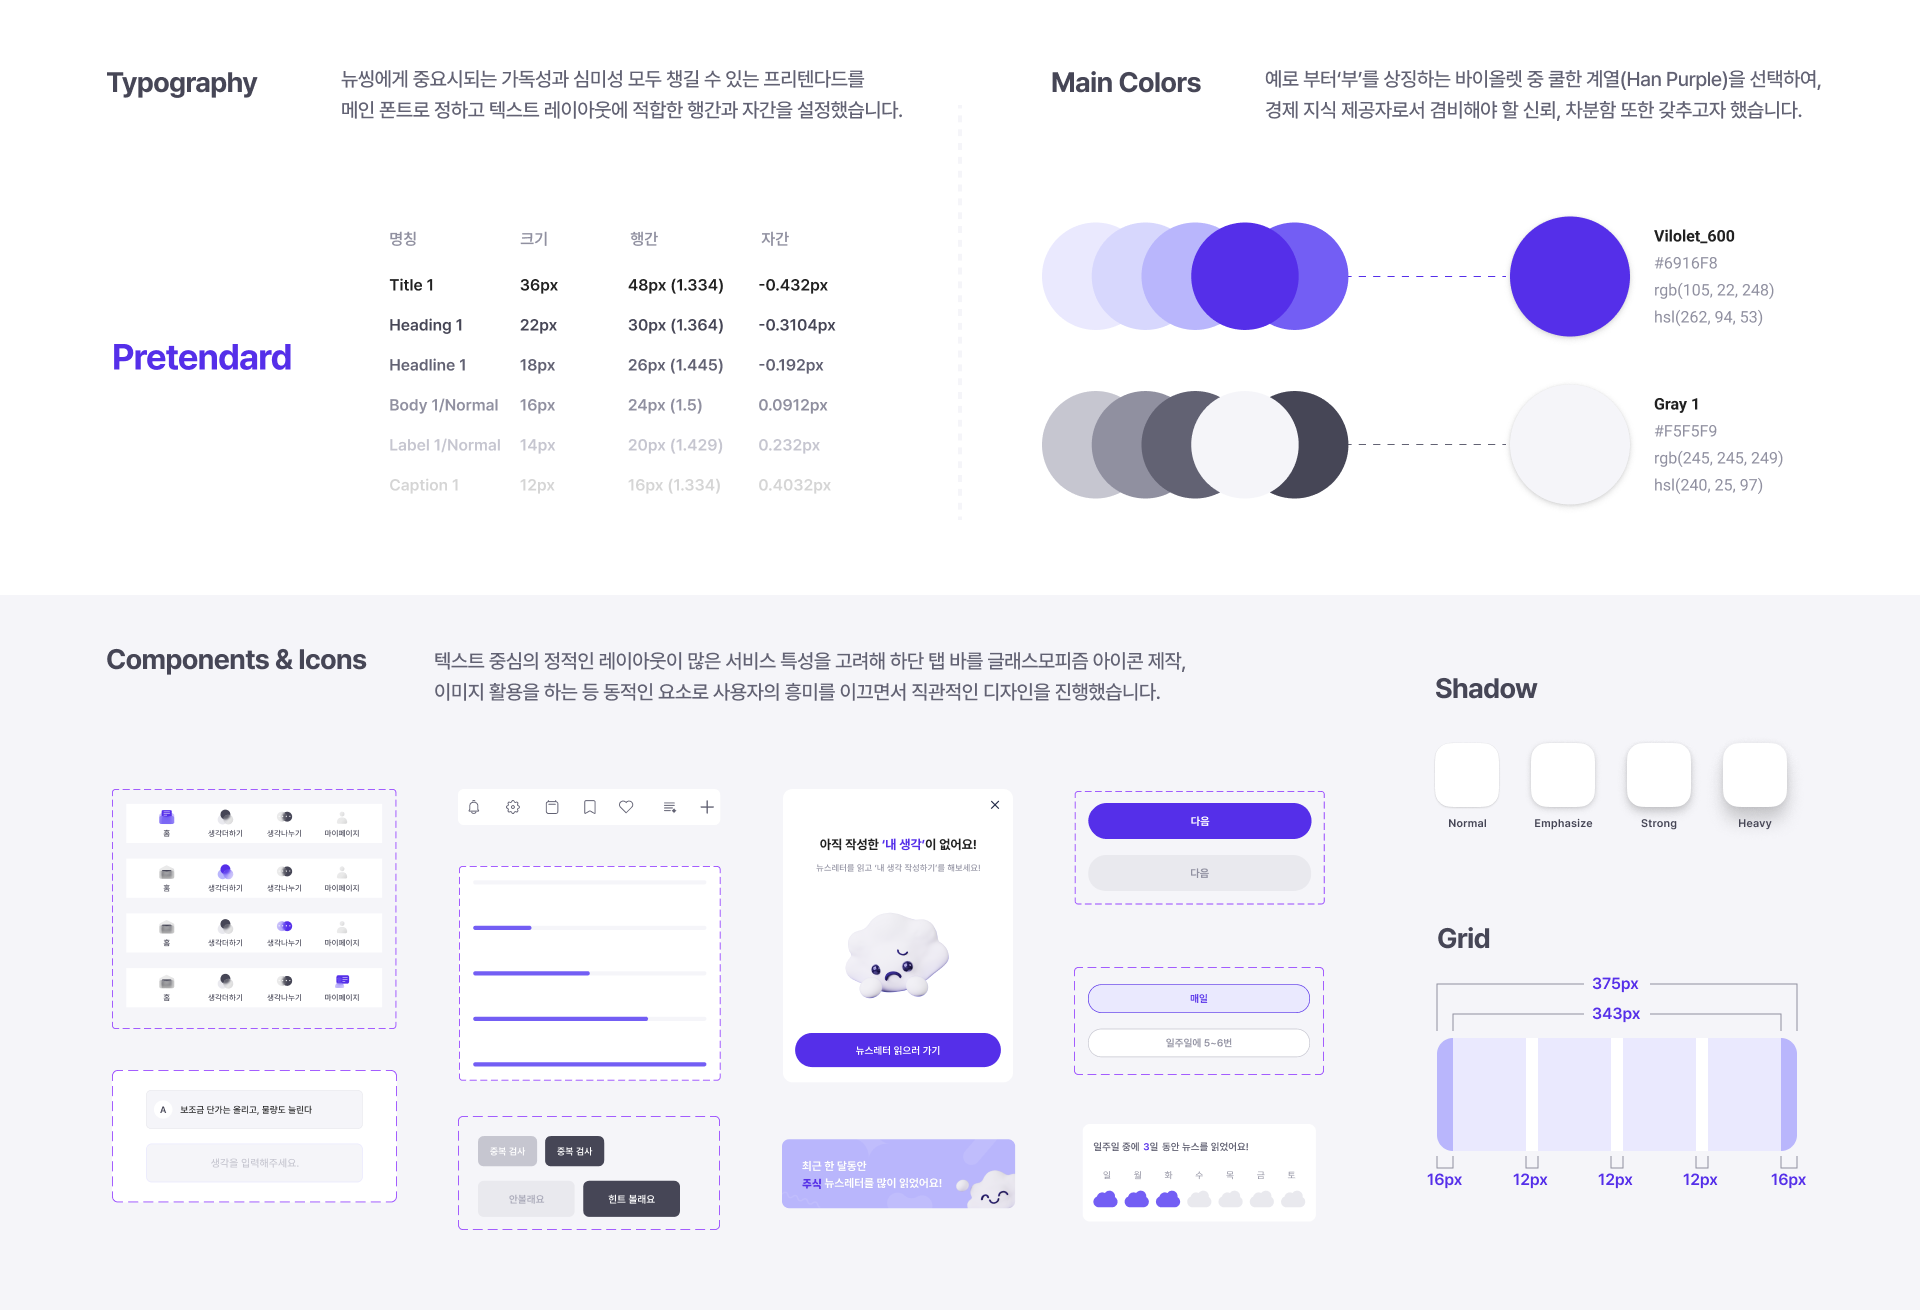 Typography
뉴씽에게 중요시되는 가독성과 심미성 모두 챙길 수 있는 프리텐다드를
메인 폰트로 정하고 텍스트 레이아웃에 적합한 행간과 자간을 설정했습니다.
Pretendard
명칭 크기 행간 자간
Title 1 36px 48px (1.334) -0.432px
Heading 1 22px 30px (1.364) -0.3104px
Headline 1 18px 26px (1.445) -0.192px
Body 1/Normal 16px 24px (1.5) 0.0912px
Label 1/Normal 14px 20px (1.429) 0.232px
Caption 1 12px 16px (1.334) 0.4032px
Main Colors
예로 부터‘부’를 상징하는 바이올렛 중 쿨한 계열(Han Purple)을 선택하여,
경제 지식 제공자로서 겸비해야 할 신뢰, 차분함 또한 갖추고자 했습니다.
Vilolet_600
#6916F8
rgb(105, 22, 248)
hsl(262, 94, 53)
Gray 1
#F5F5F9
rgb(245, 245, 249)
hsl(240, 25, 97)
Components & Icons
텍스트 중심의 정적인 레이아웃이 많은 서비스 특성을 고려해 하단 탭 바를 글래스모피즘 아이콘 제작,
이미지 활용을 하는 등 동적인 요소로 사용자의 흥미를 이끄면서 직관적인 디자인을 진행했습니다.
홈 생각더하기 생각나누기 마이페이지
홈 생각더하기 생각나누기 마이페이지
홈 생각더하기 생각나누기 마이페이지
홈 생각더하기 생각나누기 마이페이지
A 보조금 단가는 올리고, 물량도 늘린다
생각을 입력해주세요.
중복 검사 중복 검사
안볼래요 힌트 볼래요
아직 작성한 ‘내 생각’이 없어요!
뉴스레터를 읽고 ‘내 생각 작성하기’를 해보세요!
뉴스레터 읽으러 가기
최근 한 달동안
주식 뉴스레터를 많이 읽었어요!
다음
다음
매일
일주일에 5~6번
일주일 중에 3일 동안 뉴스를 읽었어요!
일 월 화 수 목 금 토
Shadow
Normal Emphasize Strong Heavy
Grid
375px
343px
16px 12px 12px 12px 16px